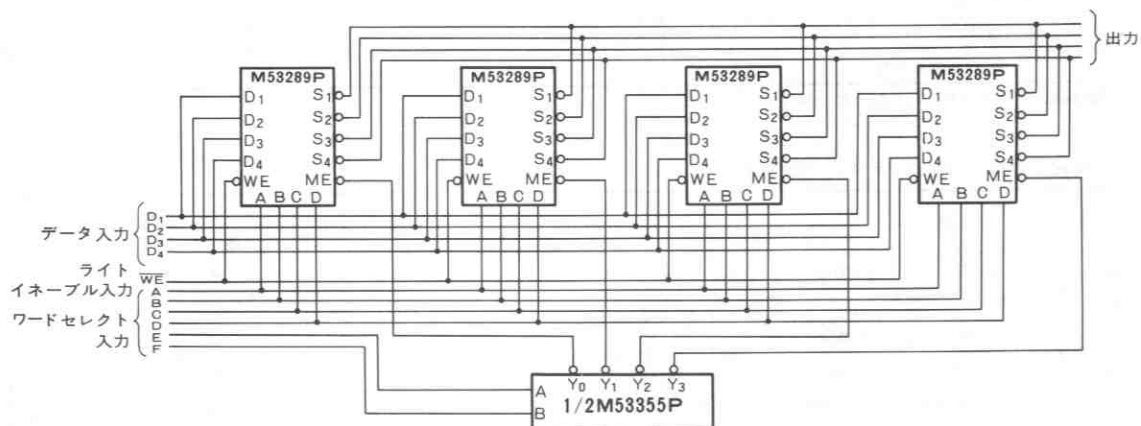 出力
M53289P M53289P M53289P M53289P
D1 S1 D1 S1 D1 S1 D1 S1
D2 S2 D2 S2 D2 S2 D2 S2
D3 S3 D3 S3 D3 S3 D3 S3
D4 S4 D4 S4 D4 S4 D4 S4
WE ME WE ME WE ME WE ME
A B C D A B C D A B C D A B C D
データ入力
D1
D2
D3
D4
ライト
イネーブル入力
W̅E̅
ワードセレクト
入力
A
B
C
D
E
F
Y0 Y1 Y2 Y3
A
B
1/2M53355P